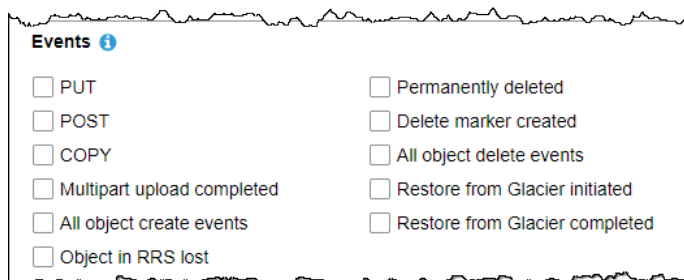 Events
PUT
POST
COPY
Multipart upload completed
All object create events
Object in RRS lost
Permanently deleted
Delete marker created
All object delete events
Restore from Glacier initiated
Restore from Glacier completed